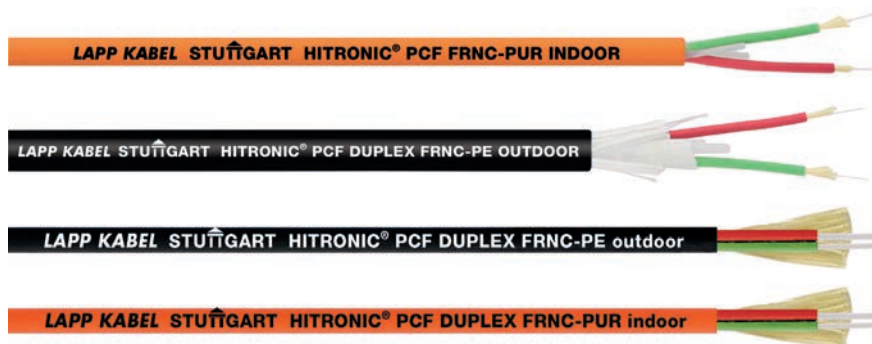 LAPP KABEL STUTTGART HITRONIC® PCF FRNC-PUR INDOOR
LAPP KABEL STUTTGART HITRONIC® PCF DUPLEX FRNC-PE OUTDOOR
LAPP KABEL STUTTGART HITRONIC® PCF DUPLEX FRNC-PE outdoor
LAPP KABEL STUTTGART HITRONIC® PCF DUPLEX FRNC-PUR indoor